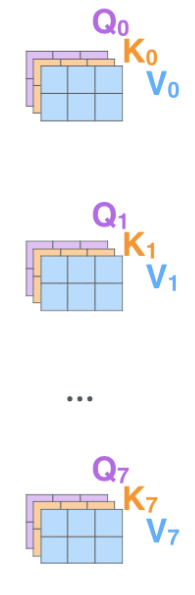 Q₀
K₀
V₀
Q₁
K₁
V₁
...
Q₇
K₇
V₇